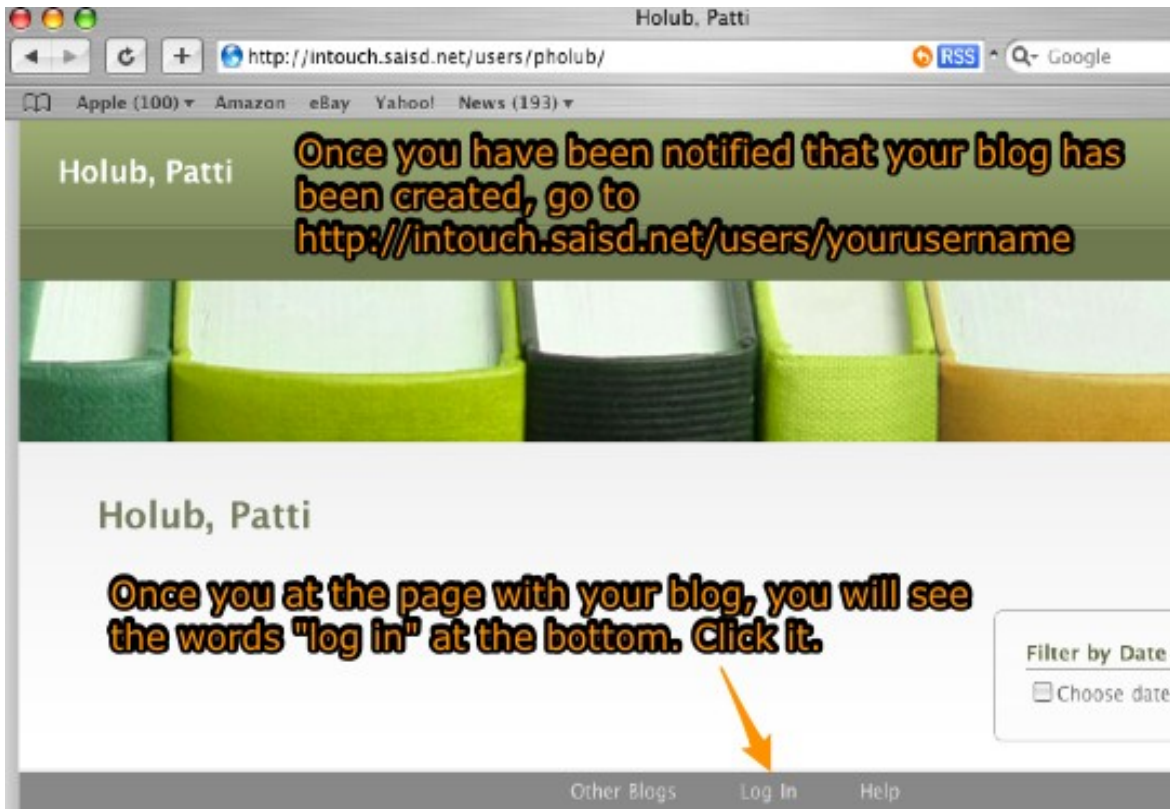 Holub, Patti
http://intouch.saisd.net/users/pholub/
RSS
Google
Apple (100)
Amazon
eBay
Yahoo!
News (193)
Holub, Patti
Once you have been notified that your blog has
been created, go to
http://intouch.saisd.net/users/yourusername
Holub, Patti
Once you at the page with your blog, you will see
the words "log in" at the bottom. Click it.
Filter by Date
Choose date
Other Blogs
Log In
Help